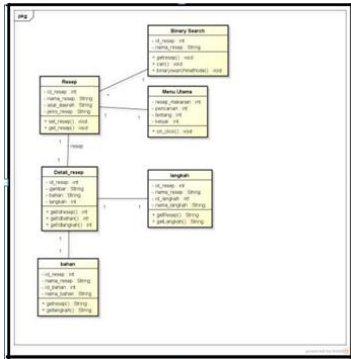 pkg
Binary Search
- id_resep : int
- nama_resep : String
+ getresep() : void
+ cari() : void
+ binarysearchmethode() : void
Resep
- id_resep : int
- nama_resep : String
- asal_daerah : String
- jenis_resep : String
+ set_resep() : void
+ get_resep() : void
Menu Utama
- resep_makanan : int
- pencarian : int
- tentang : int
- keluar : int
+ on_click() : void
resep
Detail_resep
- id_resep : int
- gambar : String
- bahan : String
- langkah : int
+ getidresep() : int
+ getidbahan() : int
+ getidlangkah() : int
langkah
- id_resep : int
- nama_resep : String
- id_langkah : int
- nama_langkah : String
+ getResep() : String
+ getLangkah() : String
bahan
- id_resep : int
- nama_resep : String
- id_bahan : int
- nama_bahan : String
+ getresep() : String
+ getlangkah() : String